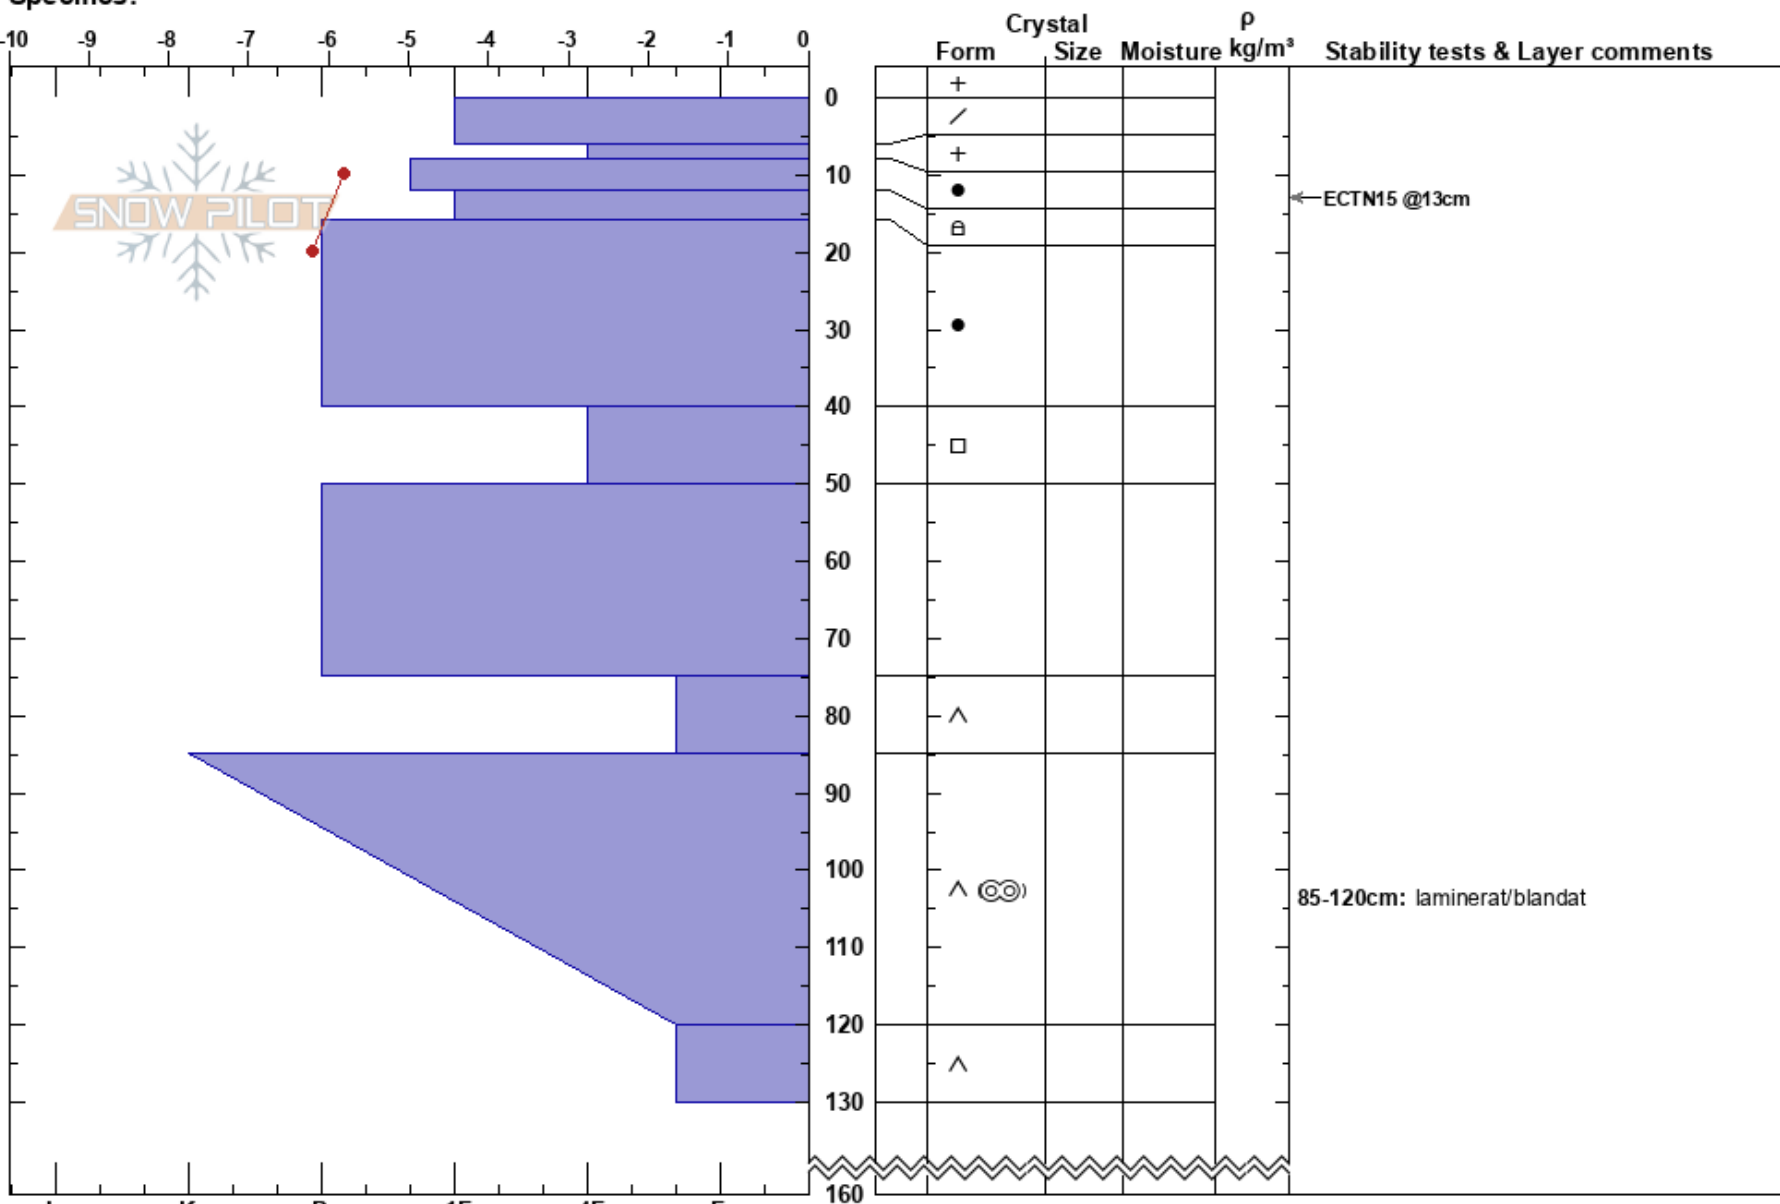 Specifics:
-10 -9 -8 -7 -6 -5 -4 -3 -2 -1 0
Crystal
Form Size Moisture ρ kg/m³ Stability tests & Layer comments
SNOW PILOT
0
10
20
30
40
50
60
70
80
90
100
110
120
130
160
ECTN15 @13cm
85-120cm: laminerat/blandat